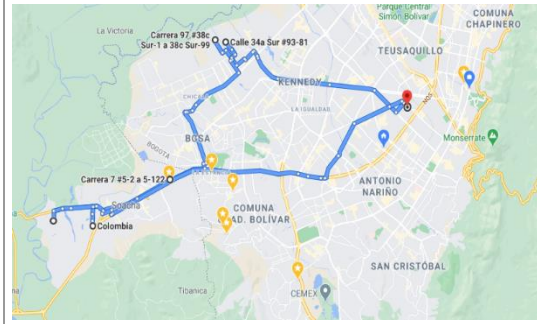 Parque Central
Simón Bolívar
COMUNA
CHAPINERO
La Victoria
Carrera 97 #38c
Sur-1 a 38c Sur-99
Calle 34a Sur #93-81
TEUSAQUILLO
KENNEDY
LA IGUALDAD
BOSA
BOGOTA
Monserrate
Carrera 7 #5-2 a 5-122
ANTONIO
NARIÑO
Soacha
Colombia
COMUNA
AD. BOLÍVAR
SAN CRISTÓBAL
Tibanica
CEMEX